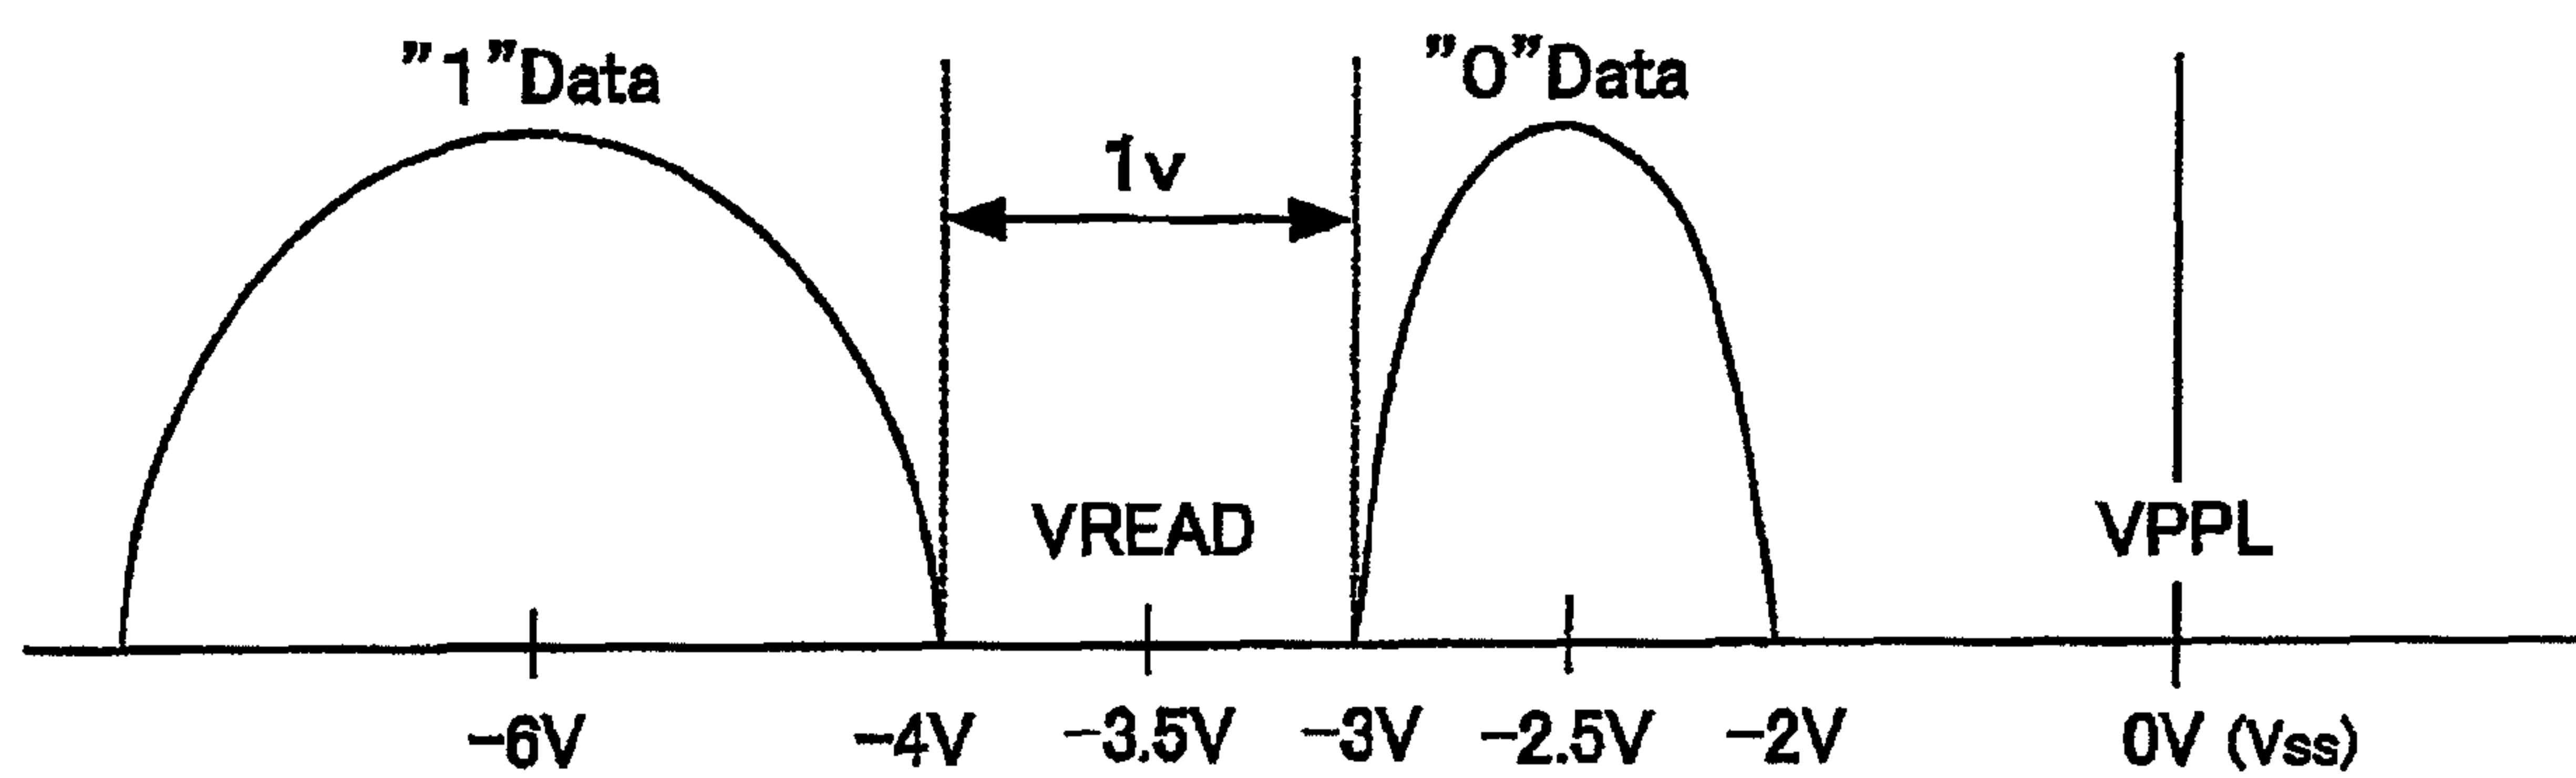 ”1”Data
”0”Data
1v
VREAD
VPPL
-6V
-4V
-3.5V
-3V
-2.5V
-2V
0V (Vss)